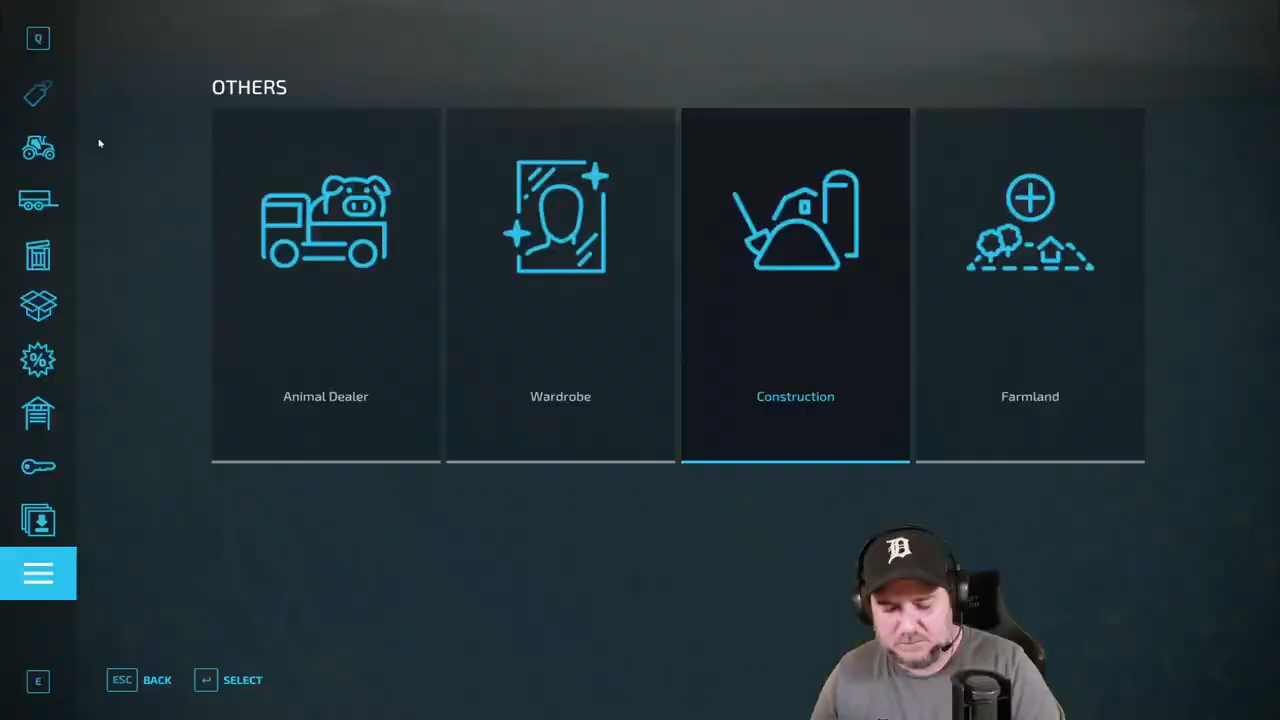 Q
OTHERS
%
Animal Dealer
Wardrobe
Construction
Farmland
D
E
ESC BACK
SELECT